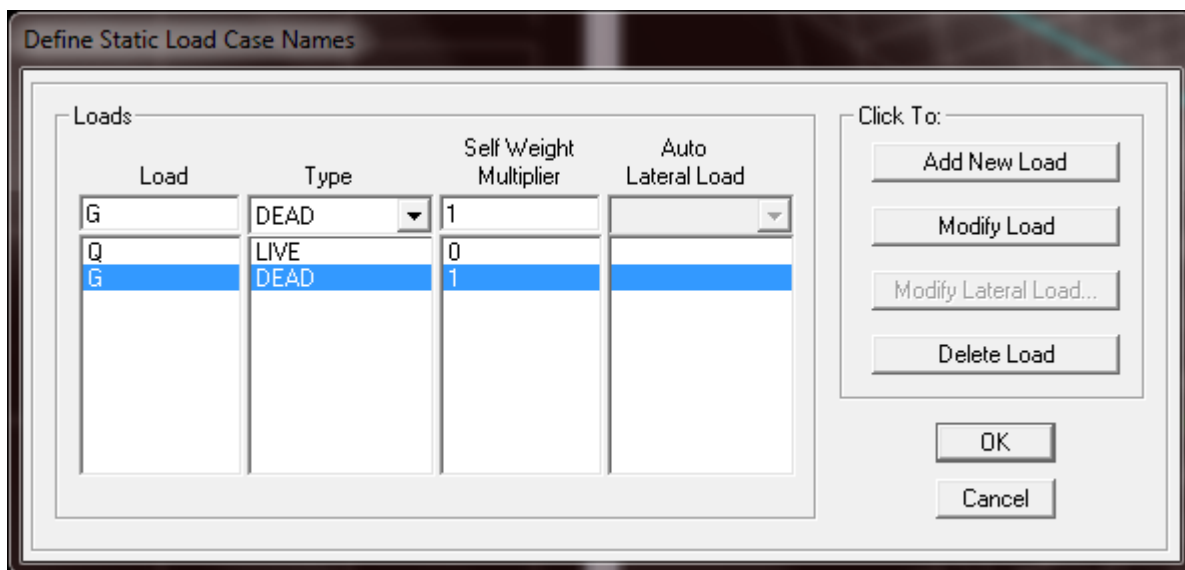 Define Static Load Case Names
Loads
Click To:
Self Weight Auto
Load Type Multiplier Lateral Load
G DEAD 1
Q LIVE 0
G DEAD 1
Add New Load
Modify Load
Modify Lateral Load...
Delete Load
OK
Cancel